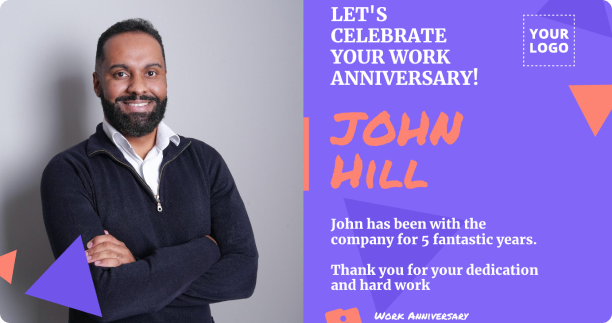 LET'S
CELEBRATE
YOUR WORK
ANNIVERSARY!
YOUR
LOGO
JOHN
HILL
John has been with the
company for 5 fantastic years.
Thank you for your dedication
and hard work
WORK ANNIVERSARY